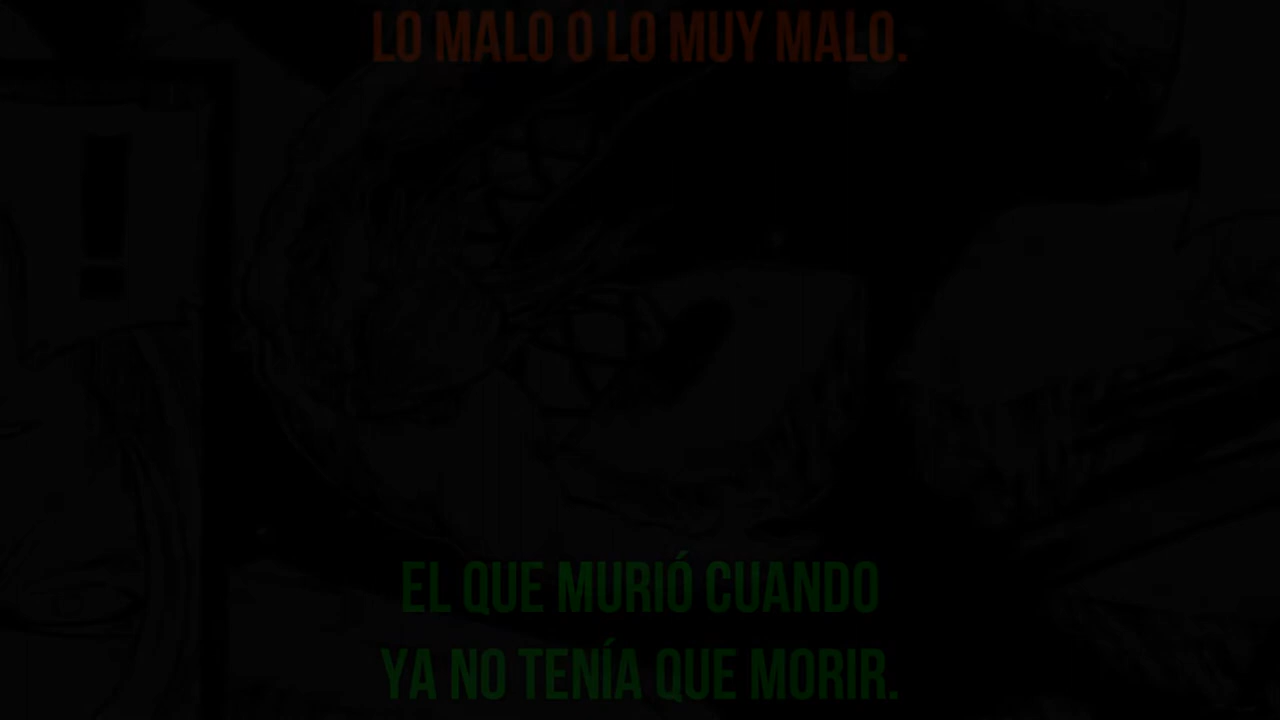 LO MALO O LO MUY MALO.
!
EL QUE MURIÓ CUANDO
YA NO TENÍA QUE MORIR.